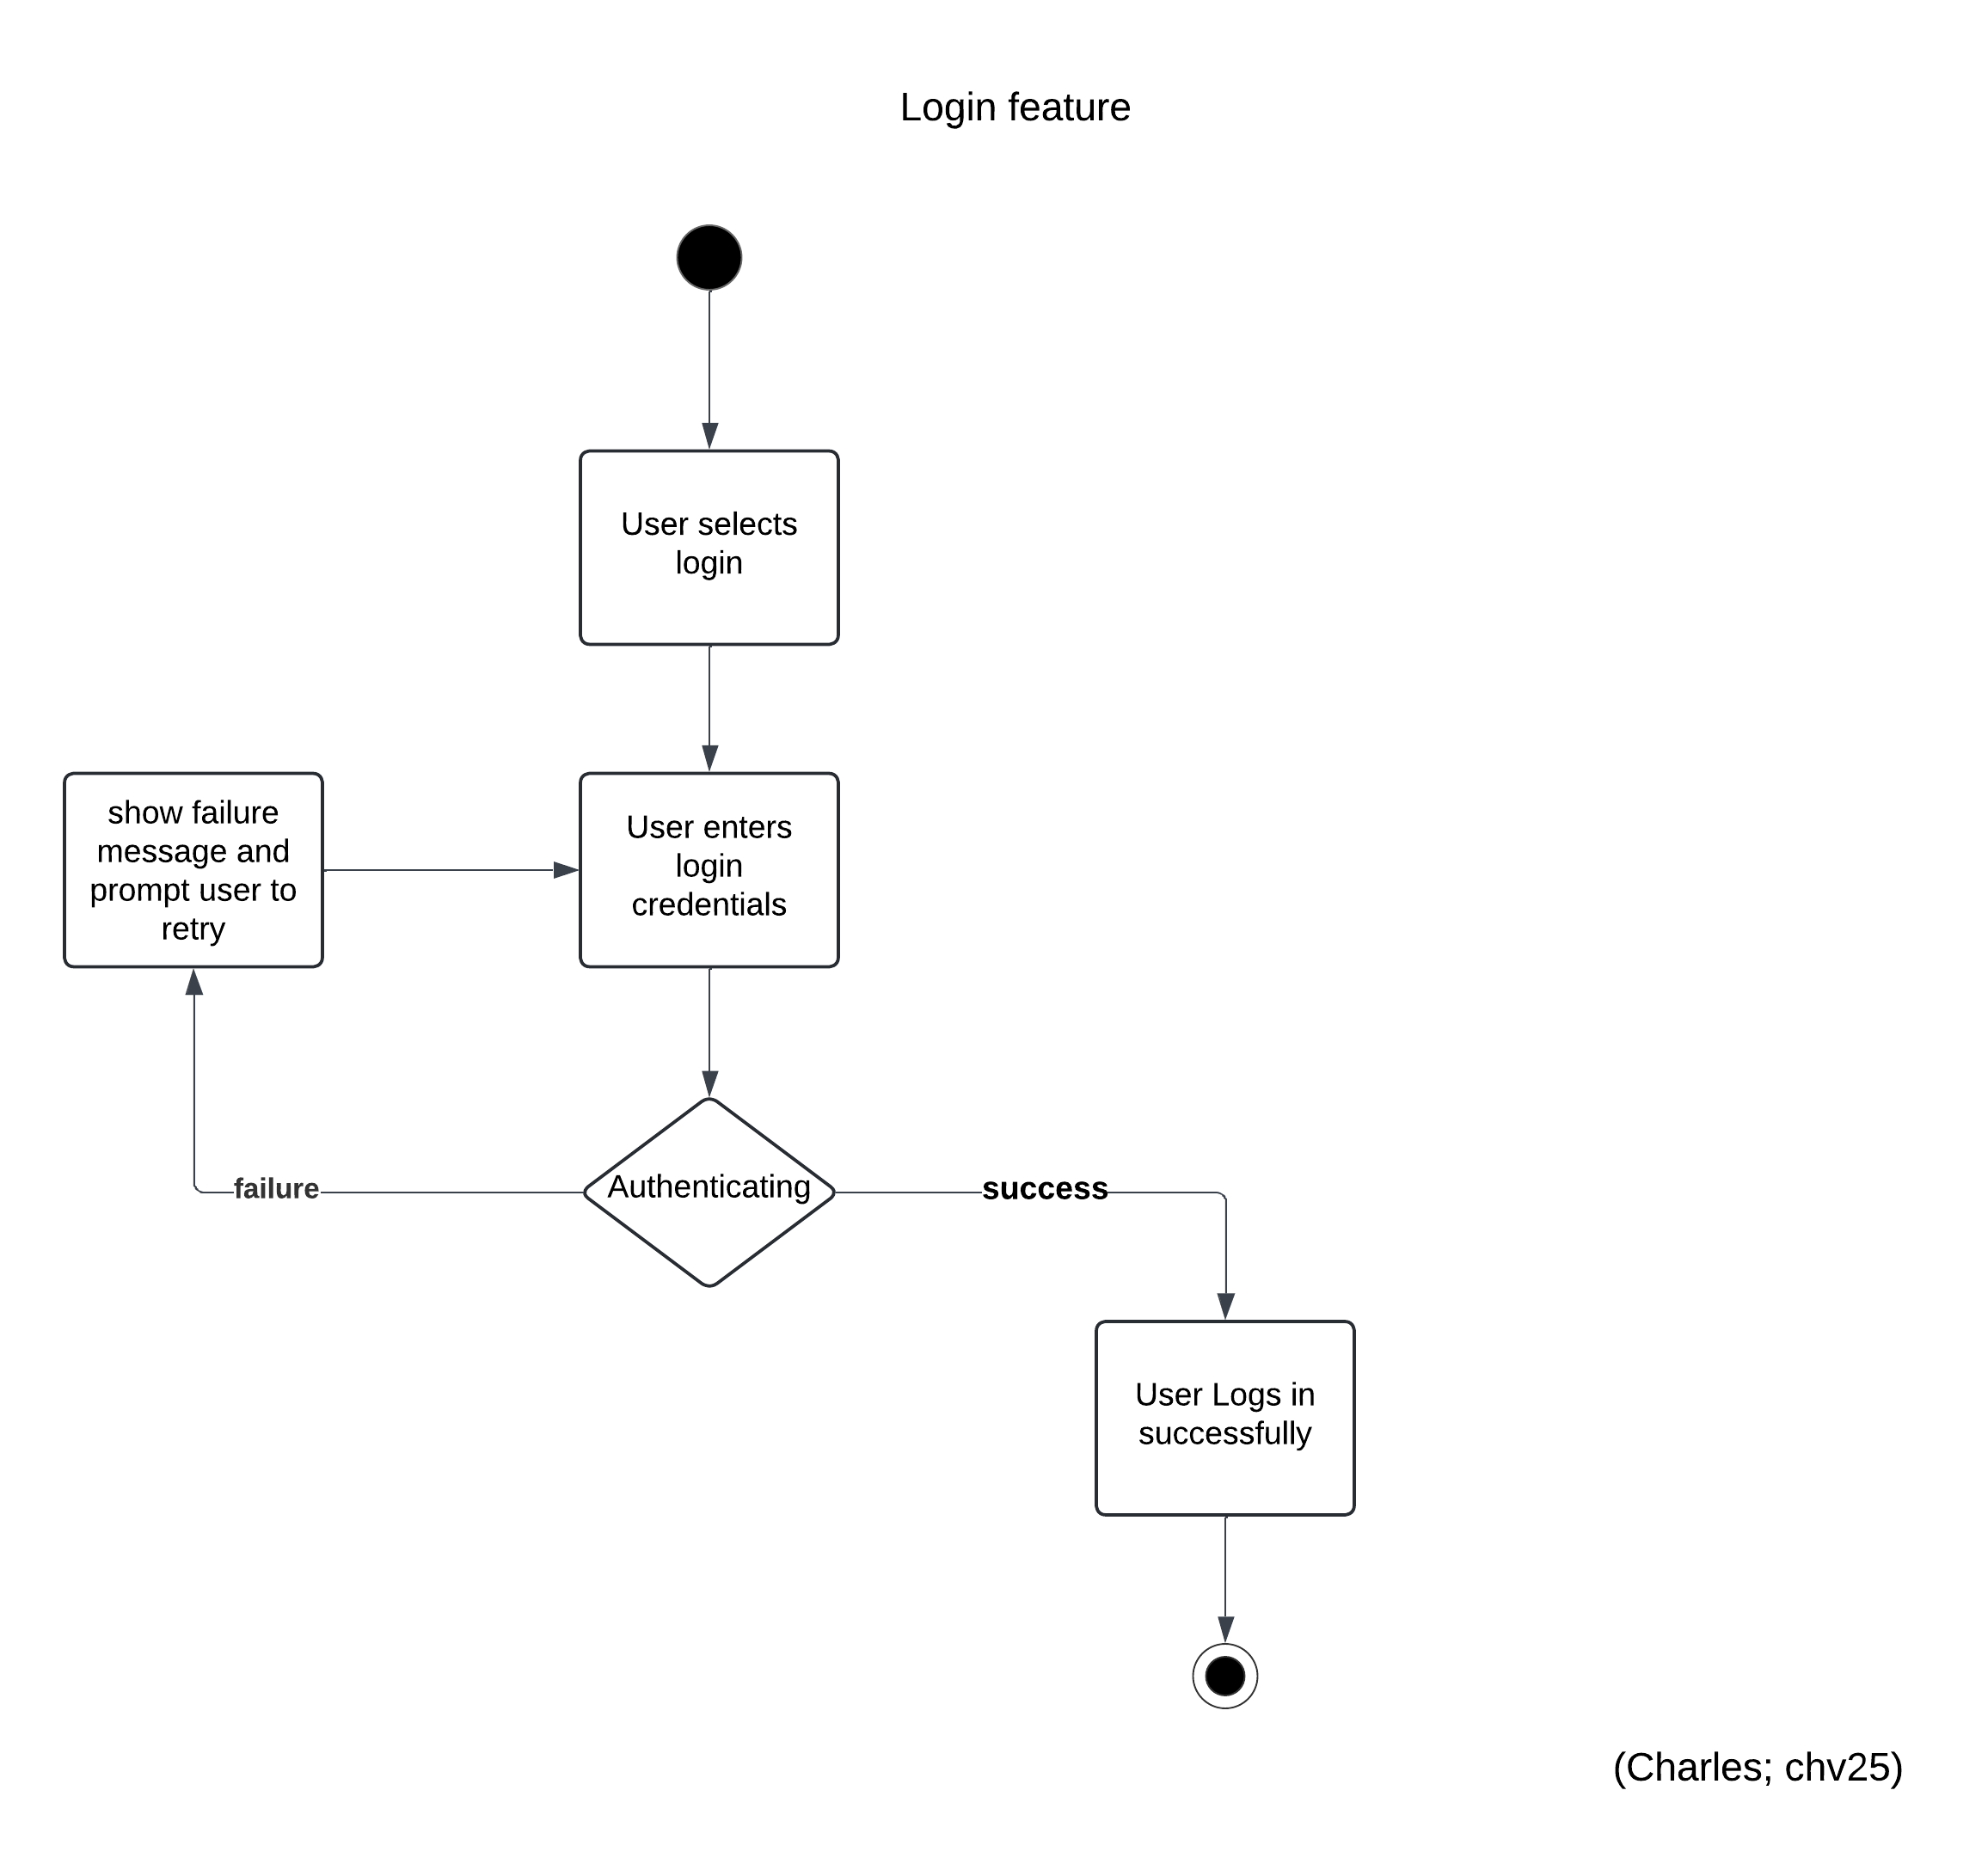 Login feature
User selects
login
show failure
message and
prompt user to
retry
User enters
login
credentials
failure
Authenticating
success
User Logs in
successfully
(Charles; chv25)